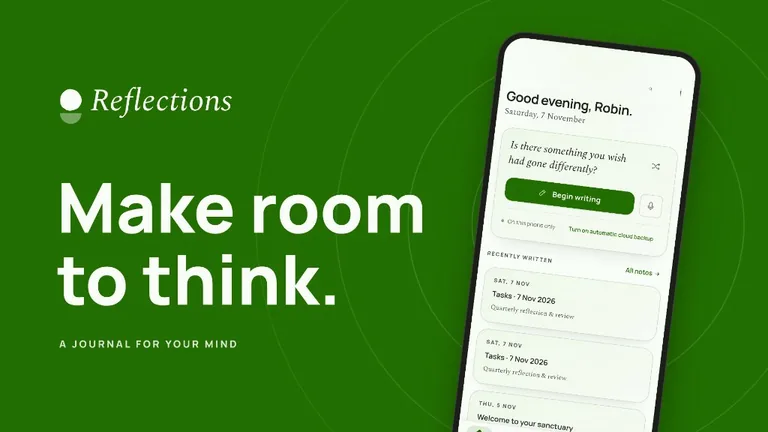 Reflections
Make room
to think.
A JOURNAL FOR YOUR MIND
Good evening, Robin.
Saturday, 7 November
Is there something you wish
had gone differently?
Begin writing
On this phone only
Turn on automatic cloud backup
RECENTLY WRITTEN
All notes →
SAT, 7 NOV
Tasks · 7 Nov 2026
Quarterly reflection & review
SAT, 7 NOV
Tasks · 7 Nov 2026
Quarterly reflection & review
THU, 5 NOV
Welcome to your sanctuary